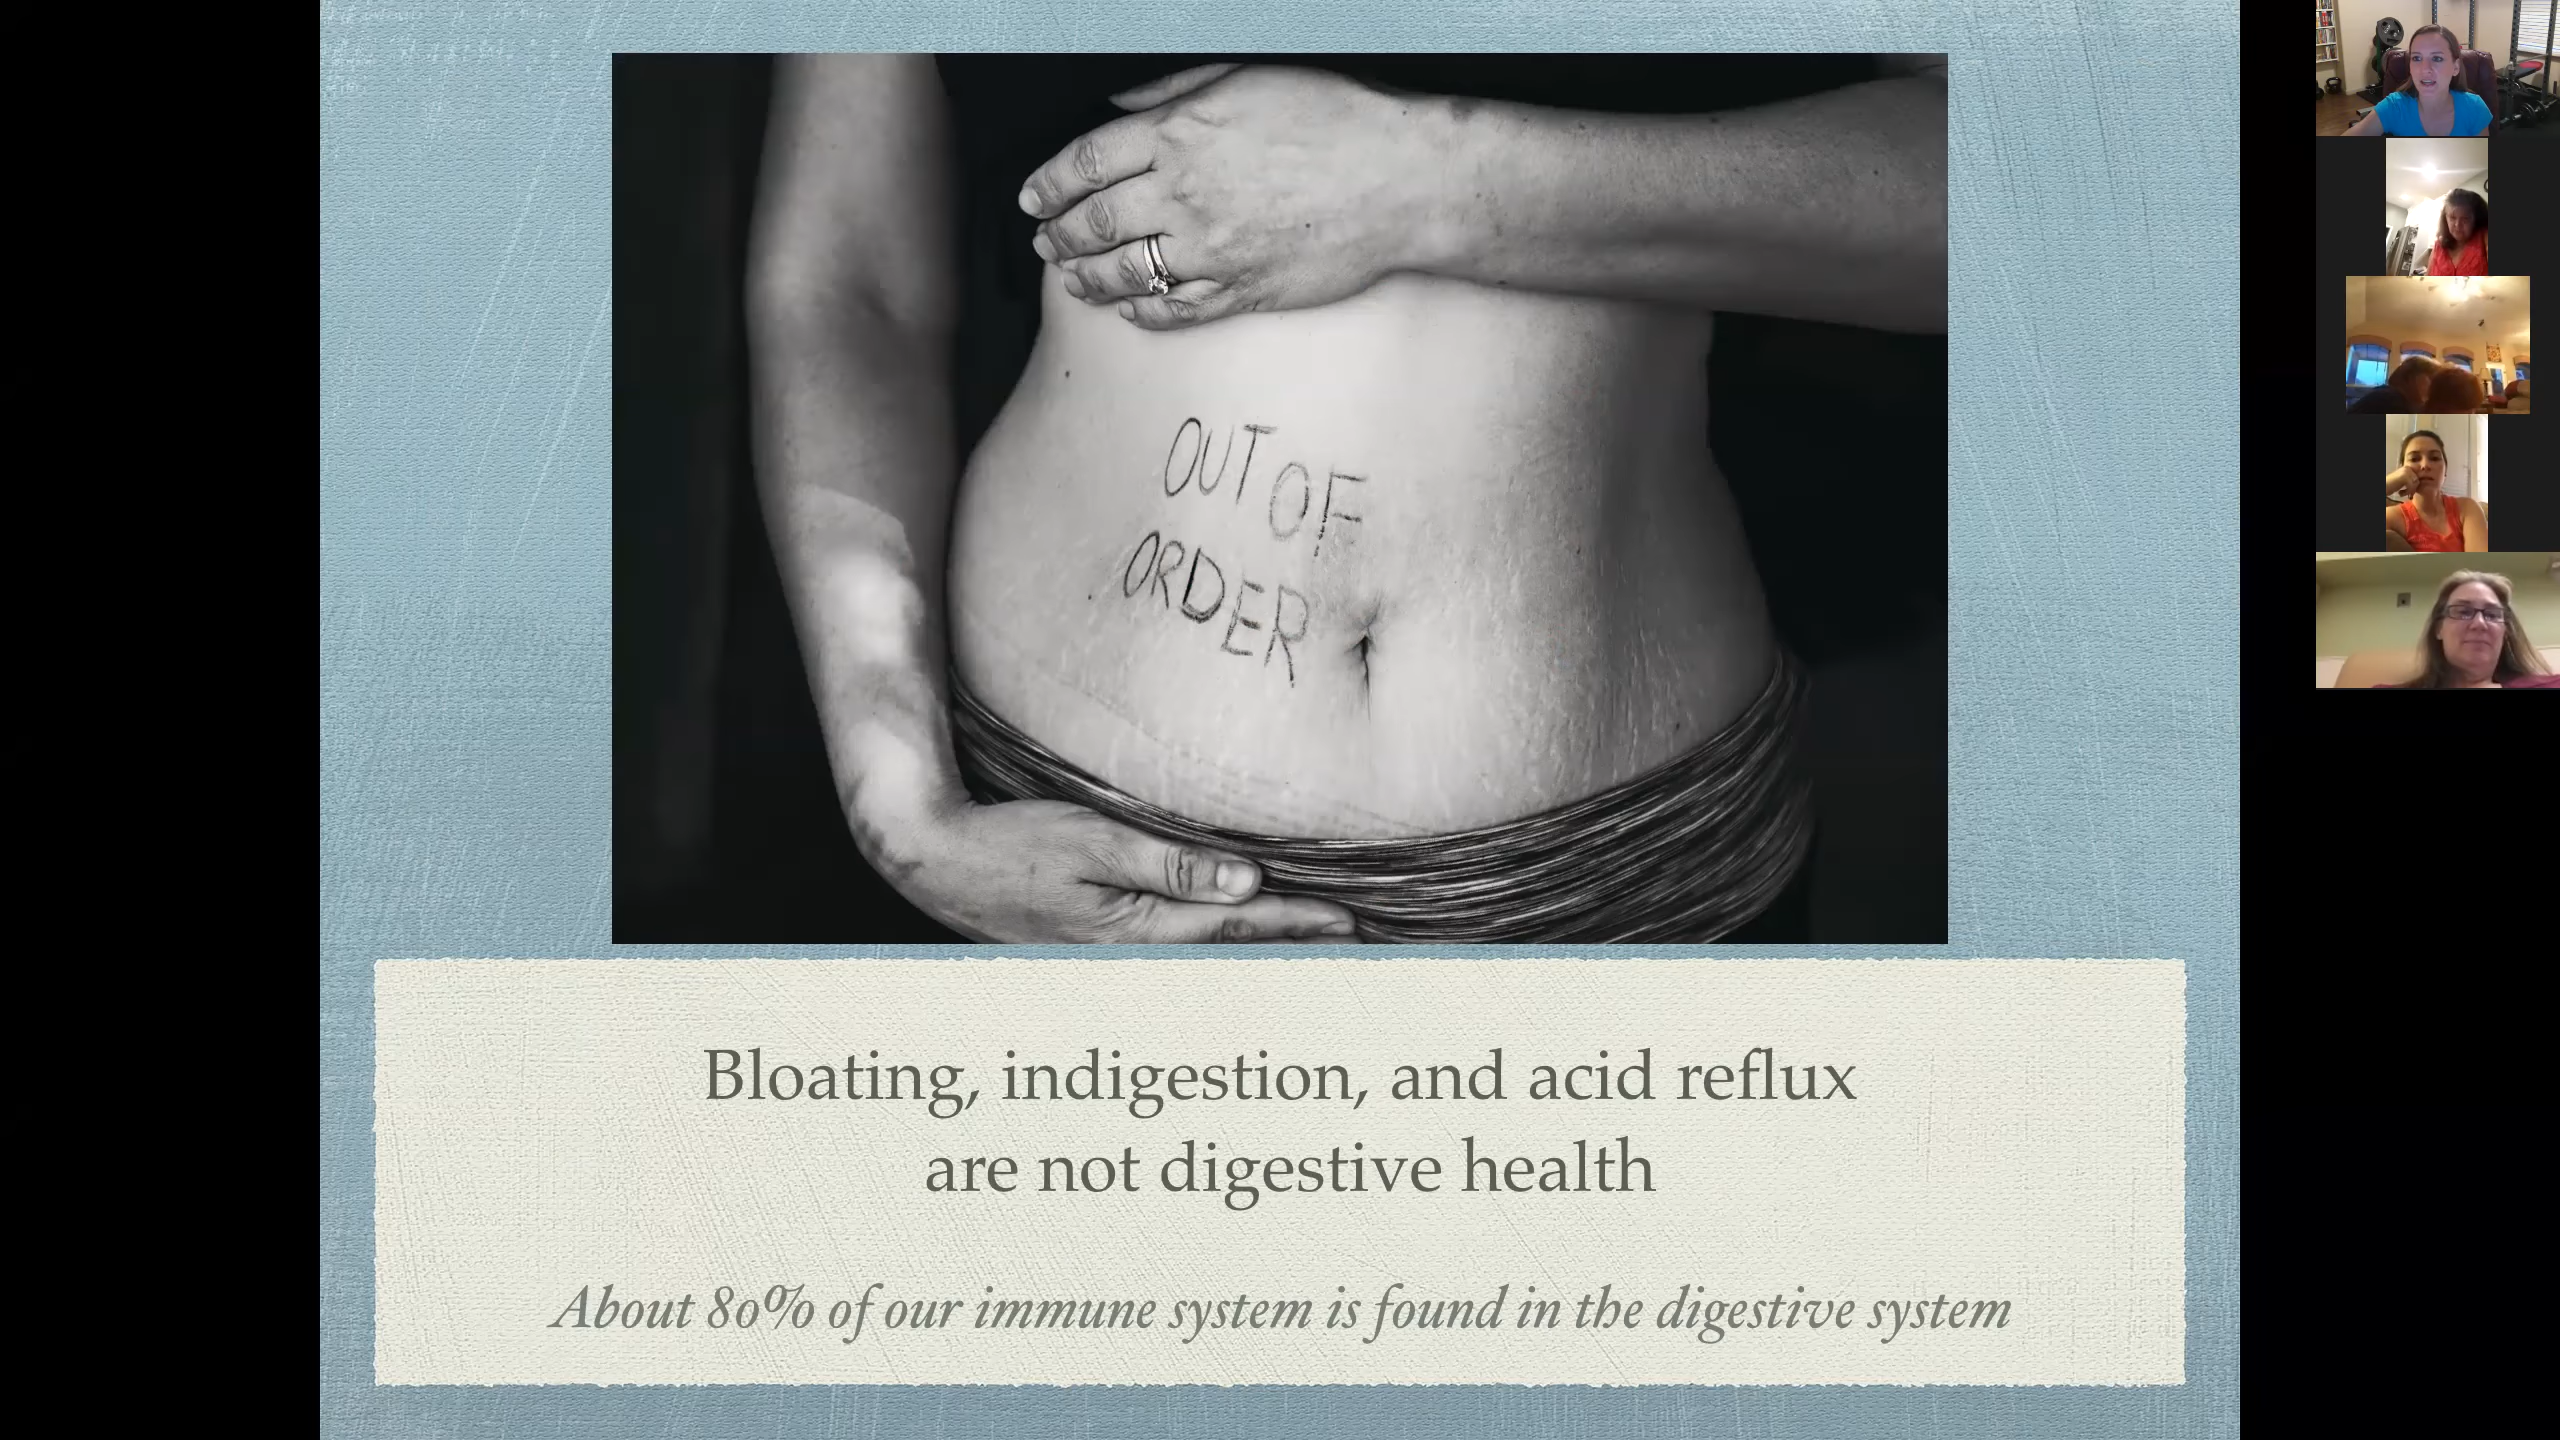 OUT OF
ORDER
Bloating, indigestion, and acid reflux
are not digestive health
About 80% of our immune system is found in the digestive system